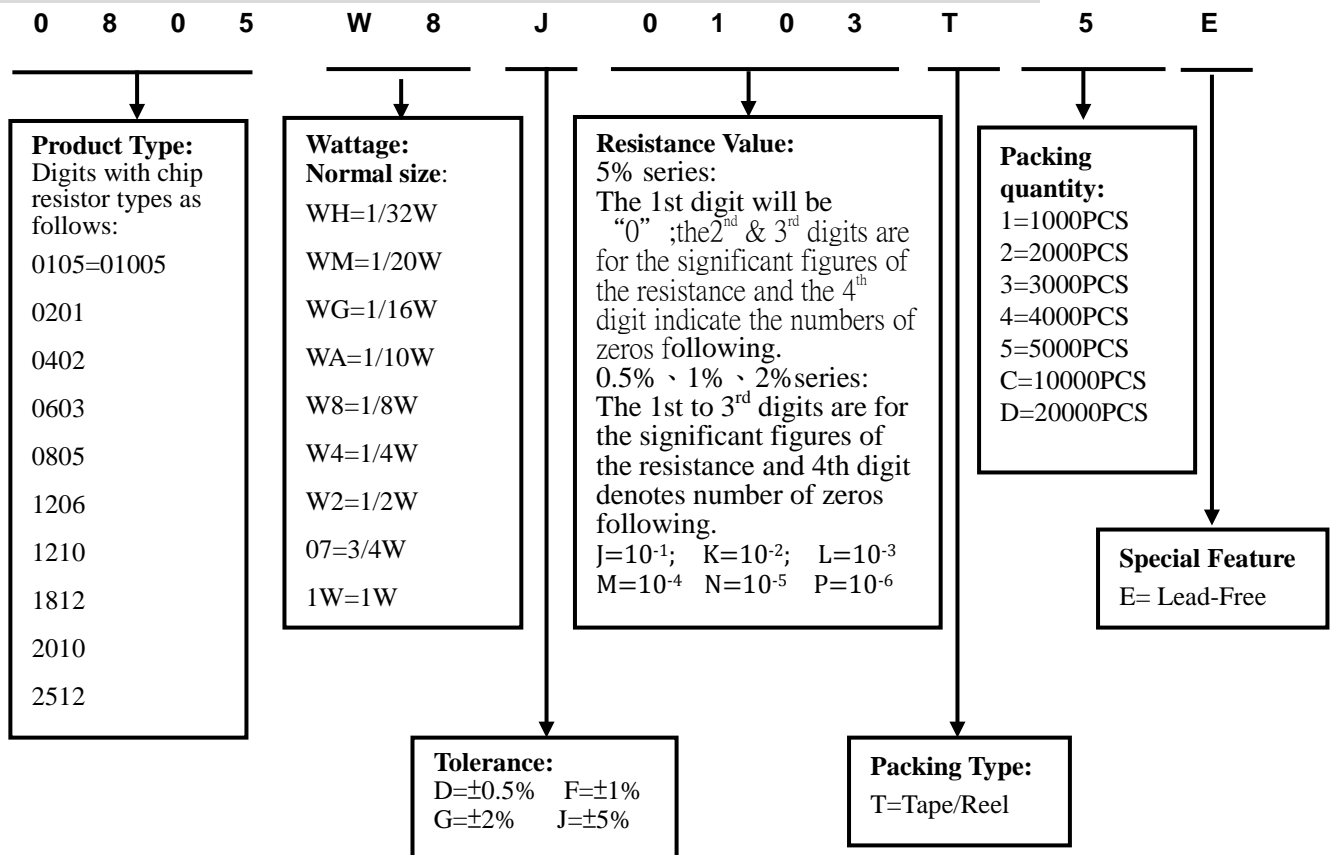 0 8 0 5 W 8 J 0 1 0 3 T 5 E
Product Type:
Digits with chip
resistor types as
follows:
0105=01005
0201
0402
0603
0805
1206
1210
1812
2010
2512
Wattage:
Normal size:
WH=1/32W
WM=1/20W
WG=1/16W
WA=1/10W
W8=1/8W
W4=1/4W
W2=1/2W
07=3/4W
1W=1W
Resistance Value:
5% series:
The 1st digit will be
“0” ;the2nd & 3rd digits are
for the significant figures of
the resistance and the 4th
digit indicate the numbers of
zeros following.
0.5%、1%、2%series:
The 1st to 3rd digits are for
the significant figures of
the resistance and 4th digit
denotes number of zeros
following.
J=10-1; K=10-2; L=10-3
M=10-4 N=10-5 P=10-6
Packing
quantity:
1=1000PCS
2=2000PCS
3=3000PCS
4=4000PCS
5=5000PCS
C=10000PCS
D=20000PCS
Special Feature
E= Lead-Free
Tolerance:
D=±0.5% F=±1%
G=±2% J=±5%
Packing Type:
T=Tape/Reel